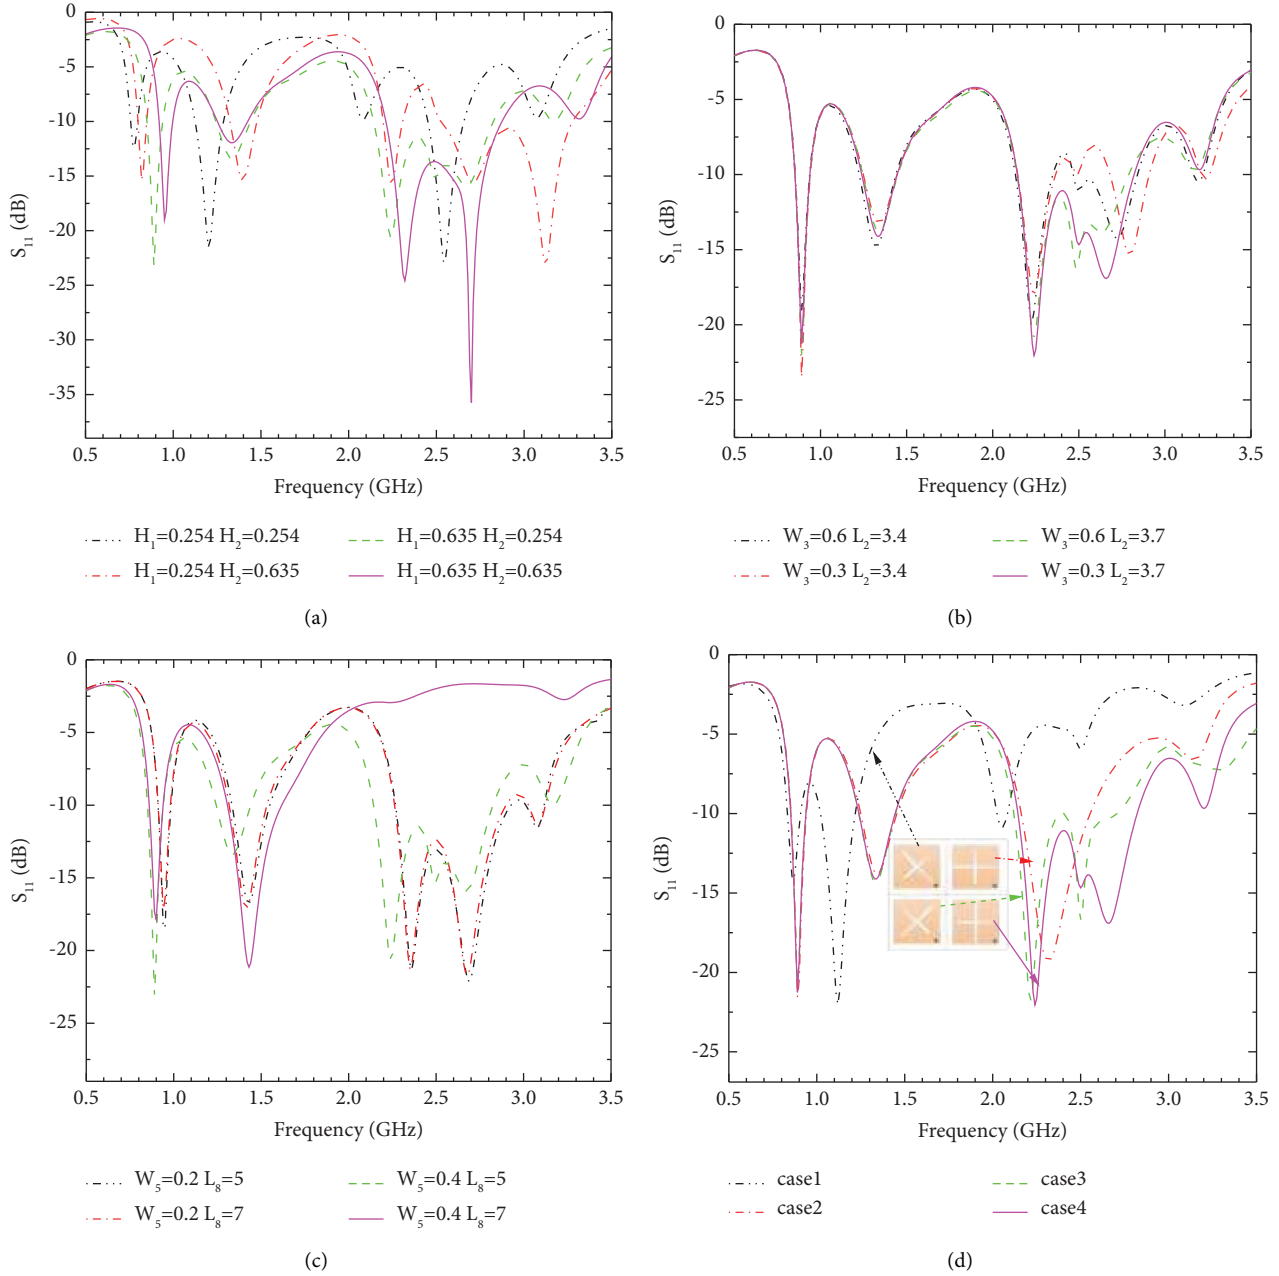 0
-5
-10
-15
-20
-25
-30
-35
S11 (dB)
0.5 1.0 1.5 2.0 2.5 3.0 3.5
Frequency (GHz)
H1=0.254 H2=0.254
H1=0.635 H2=0.254
H1=0.254 H2=0.635
H1=0.635 H2=0.635
(a)
0
-5
-10
-15
-20
-25
S11 (dB)
0.5 1.0 1.5 2.0 2.5 3.0 3.5
Frequency (GHz)
W3=0.6 L2=3.4
W3=0.6 L2=3.7
W3=0.3 L2=3.4
W3=0.3 L2=3.7
(b)
0
-5
-10
-15
-20
-25
S11 (dB)
0.5 1.0 1.5 2.0 2.5 3.0 3.5
Frequency (GHz)
W5=0.2 L8=5
W5=0.4 L8=5
W5=0.2 L8=7
W5=0.4 L8=7
(c)
0
-5
-10
-15
-20
-25
S11 (dB)
0.5 1.0 1.5 2.0 2.5 3.0 3.5
Frequency (GHz)
case1
case3
case2
case4
(d)